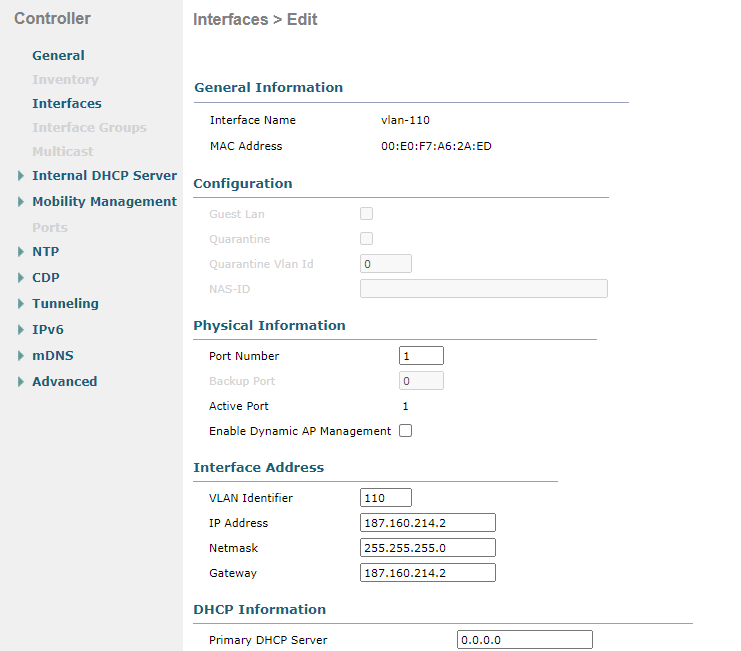 Controller
General
Inventory
Interfaces
Interface Groups
Multicast
Internal DHCP Server
Mobility Management
Ports
NTP
CDP
Tunneling
IPv6
mDNS
Advanced
Interfaces > Edit
General Information
Interface Name vlan-110
MAC Address 00:E0:F7:A6:2A:ED
Configuration
Guest Lan
Quarantine
Quarantine Vlan Id 0
NAS-ID
Physical Information
Port Number 1
Backup Port 0
Active Port 1
Enable Dynamic AP Management
Interface Address
VLAN Identifier 110
IP Address 187.160.214.2
Netmask 255.255.255.0
Gateway 187.160.214.2
DHCP Information
Primary DHCP Server 0.0.0.0